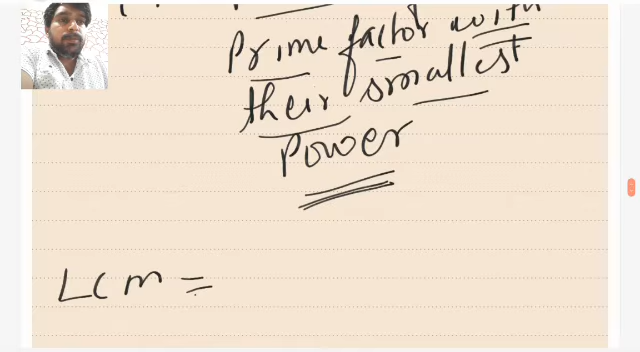 Prime factor with
their smallest
Power
LCM =